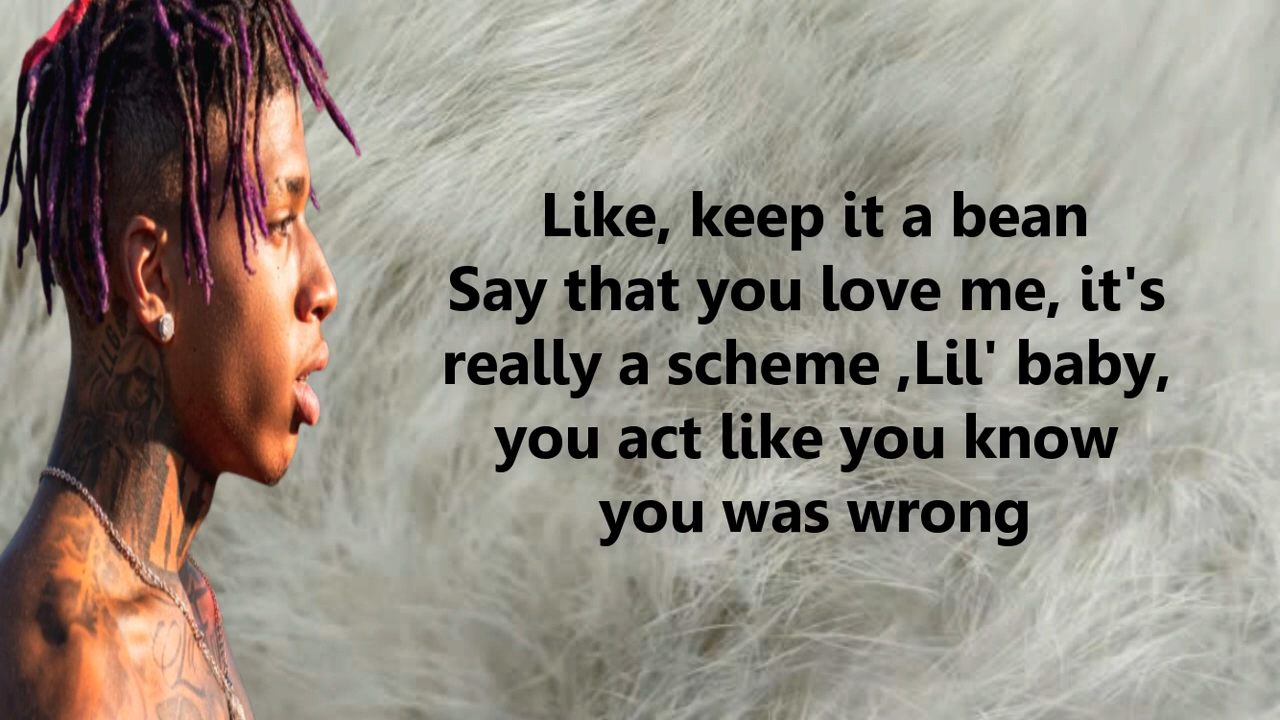 Like, keep it a bean
Say that you love me, it's
really a scheme ,Lil' baby,
you act like you know
you was wrong